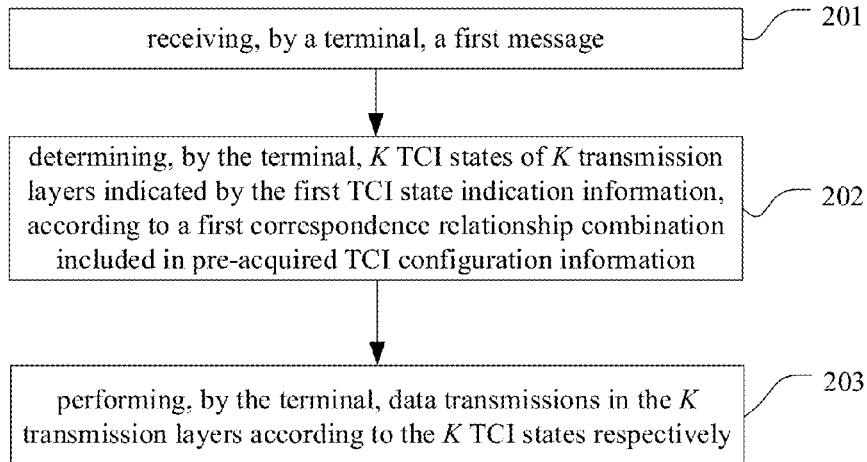 receiving, by a terminal, a first message
201
determining, by the terminal, K TCI states of K transmission
layers indicated by the first TCI state indication information,
according to a first correspondence relationship combination
included in pre-acquired TCI configuration information
202
performing, by the terminal, data transmissions in the K
transmission layers according to the K TCI states respectively
203